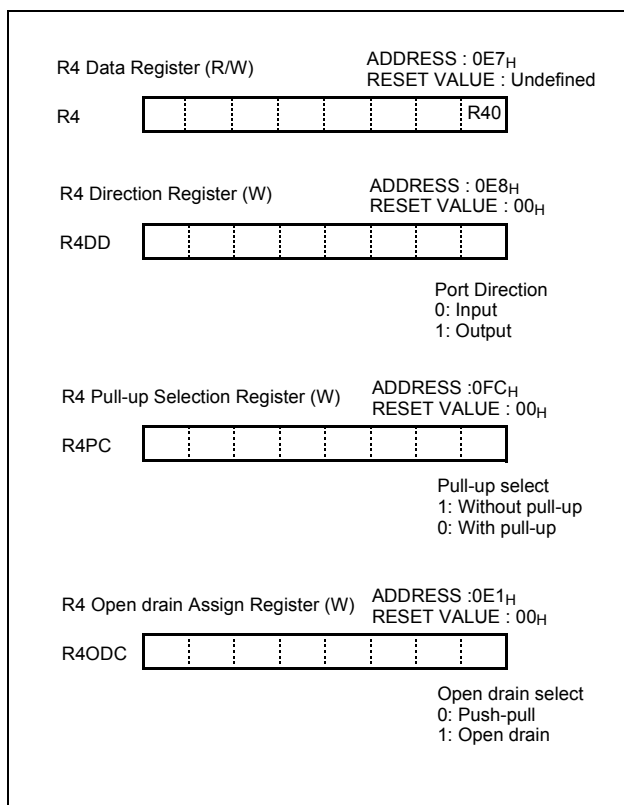 R4 Data Register (R/W)
ADDRESS : 0E7H
RESET VALUE : Undefined
R4
R40
R4 Direction Register (W)
ADDRESS : 0E8H
RESET VALUE : 00H
R4DD
Port Direction
0: Input
1: Output
R4 Pull-up Selection Register (W)
ADDRESS :0FCH
RESET VALUE : 00H
R4PC
Pull-up select
1: Without pull-up
0: With pull-up
R4 Open drain Assign Register (W)
ADDRESS :0E1H
RESET VALUE : 00H
R4ODC
Open drain select
0: Push-pull
1: Open drain